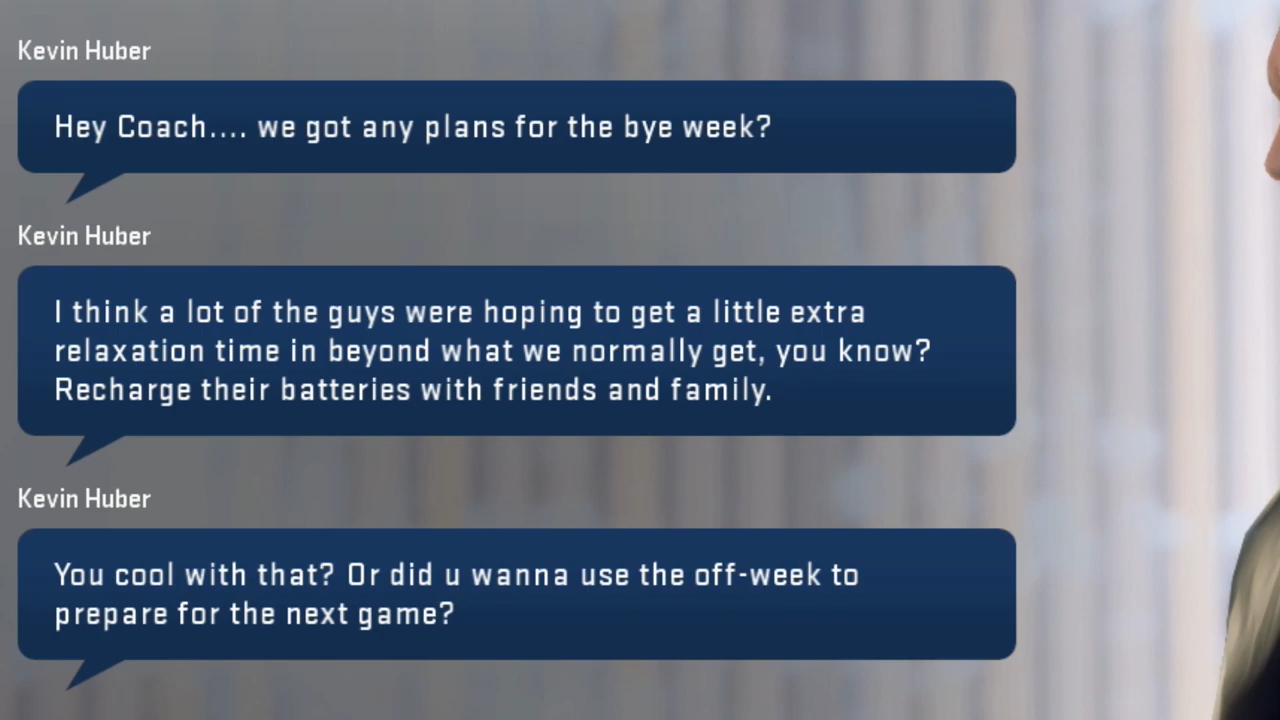 Kevin Huber
Hey Coach.... we got any plans for the bye week?
Kevin Huber
I think a lot of the guys were hoping to get a little extra
relaxation time in beyond what we normally get, you know?
Recharge their batteries with friends and family.
Kevin Huber
You cool with that? Or did u wanna use the off-week to
prepare for the next game?